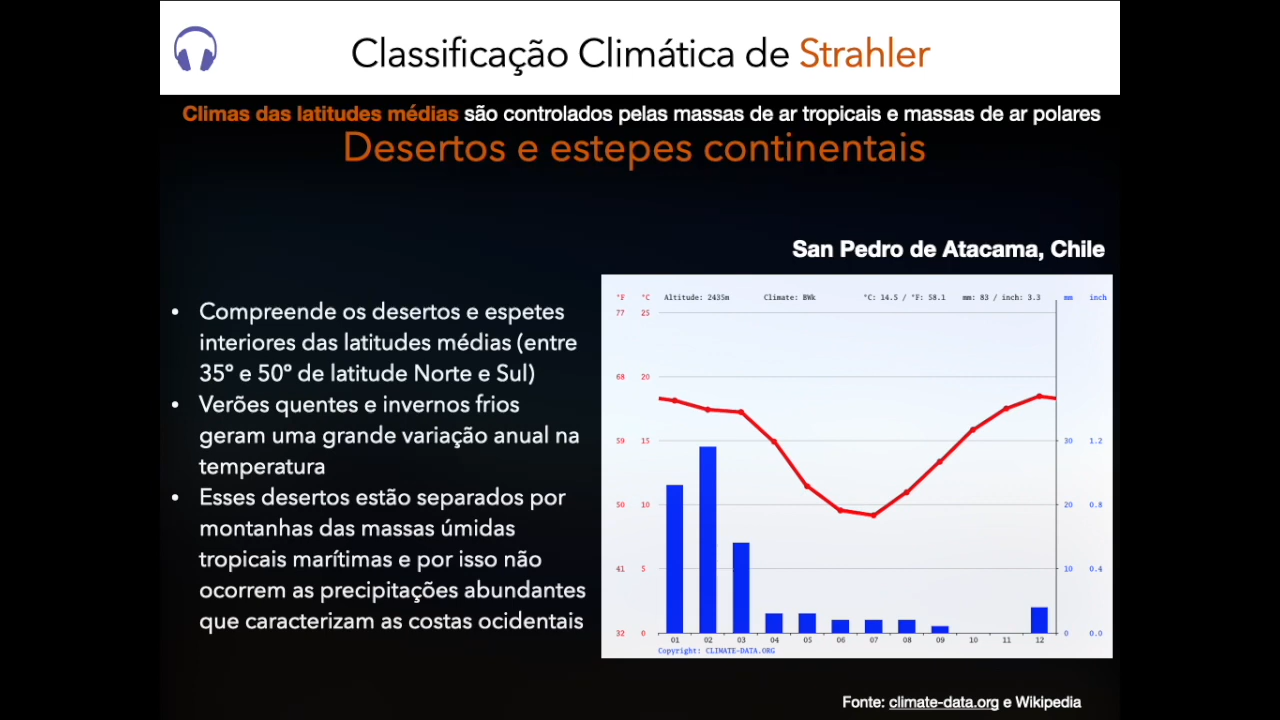 Classificação Climática de Strahler
Climas das latitudes médias são controlados pelas massas de ar tropicais e massas de ar polares
Desertos e estepes continentais
San Pedro de Atacama, Chile
• Compreende os desertos e espetes
interiores das latitudes médias (entre
35º e 50º de latitude Norte e Sul)
• Verões quentes e invernos frios
geram uma grande variação anual na
temperatura
• Esses desertos estão separados por
montanhas das massas úmidas
tropicais marítimas e por isso não
ocorrem as precipitações abundantes
que caracterizam as costas ocidentais
°F °C Altitude: 2435m Climate: BWk °C: 14.5 / °F: 58.1 mm: 83 / inch: 3.3 mm inch
77 25
68 20
59 15 30 1.2
50 10 20 0.8
41 5 10 0.4
32 0 0 0.0
01 02 03 04 05 06 07 08 09 10 11 12
Copyright: CLIMATE-DATA.ORG
Fonte: climate-data.org e Wikipedia